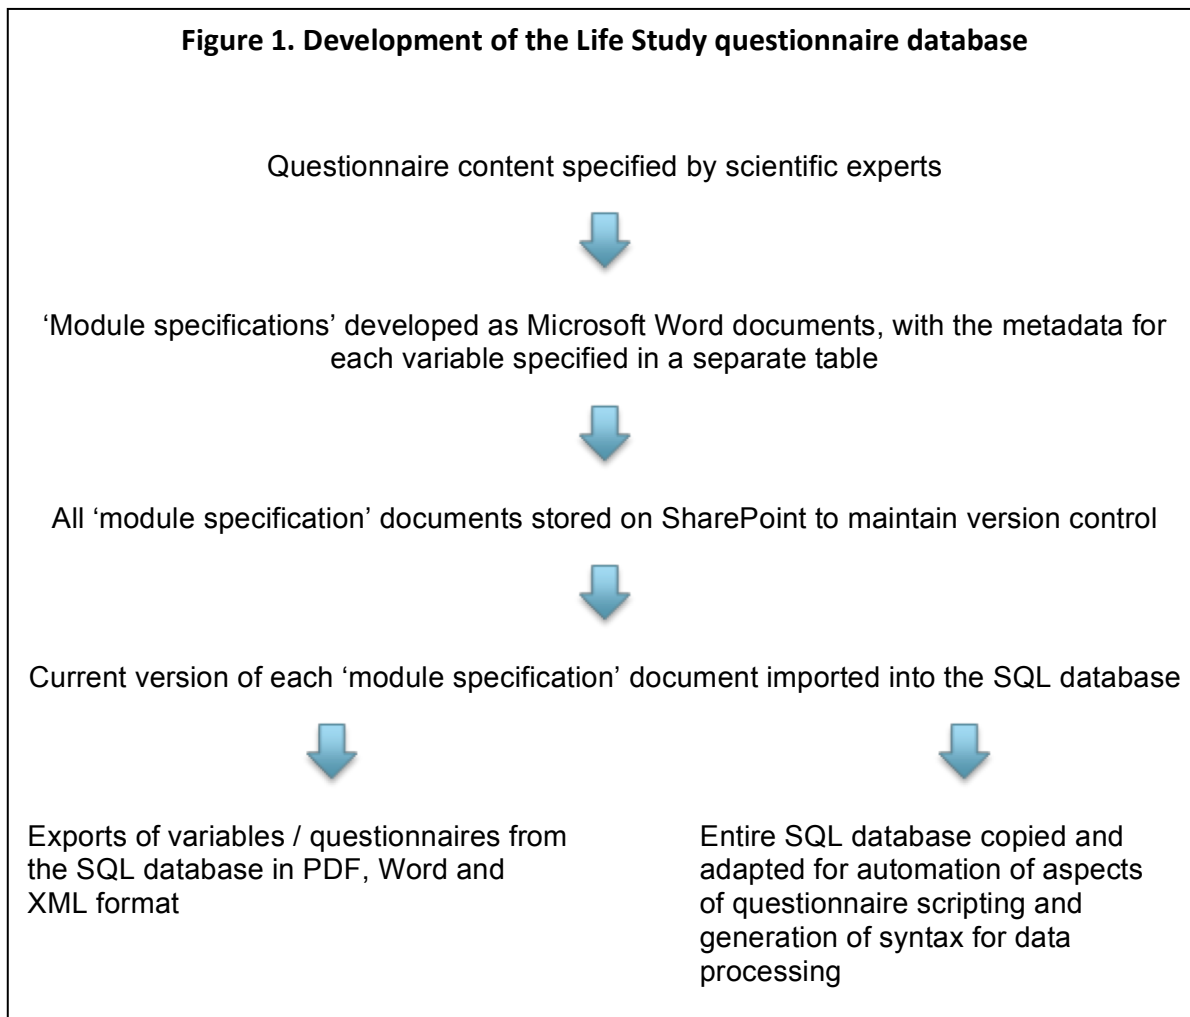 Figure 1. Development of the Life Study questionnaire database
Questionnaire content specified by scientific experts
‘Module specifications’ developed as Microsoft Word documents, with the metadata for
each variable specified in a separate table
All ‘module specification’ documents stored on SharePoint to maintain version control
Current version of each ‘module specification’ document imported into the SQL database
Exports of variables / questionnaires from
the SQL database in PDF, Word and
XML format
Entire SQL database copied and
adapted for automation of aspects
of questionnaire scripting and
generation of syntax for data
processing